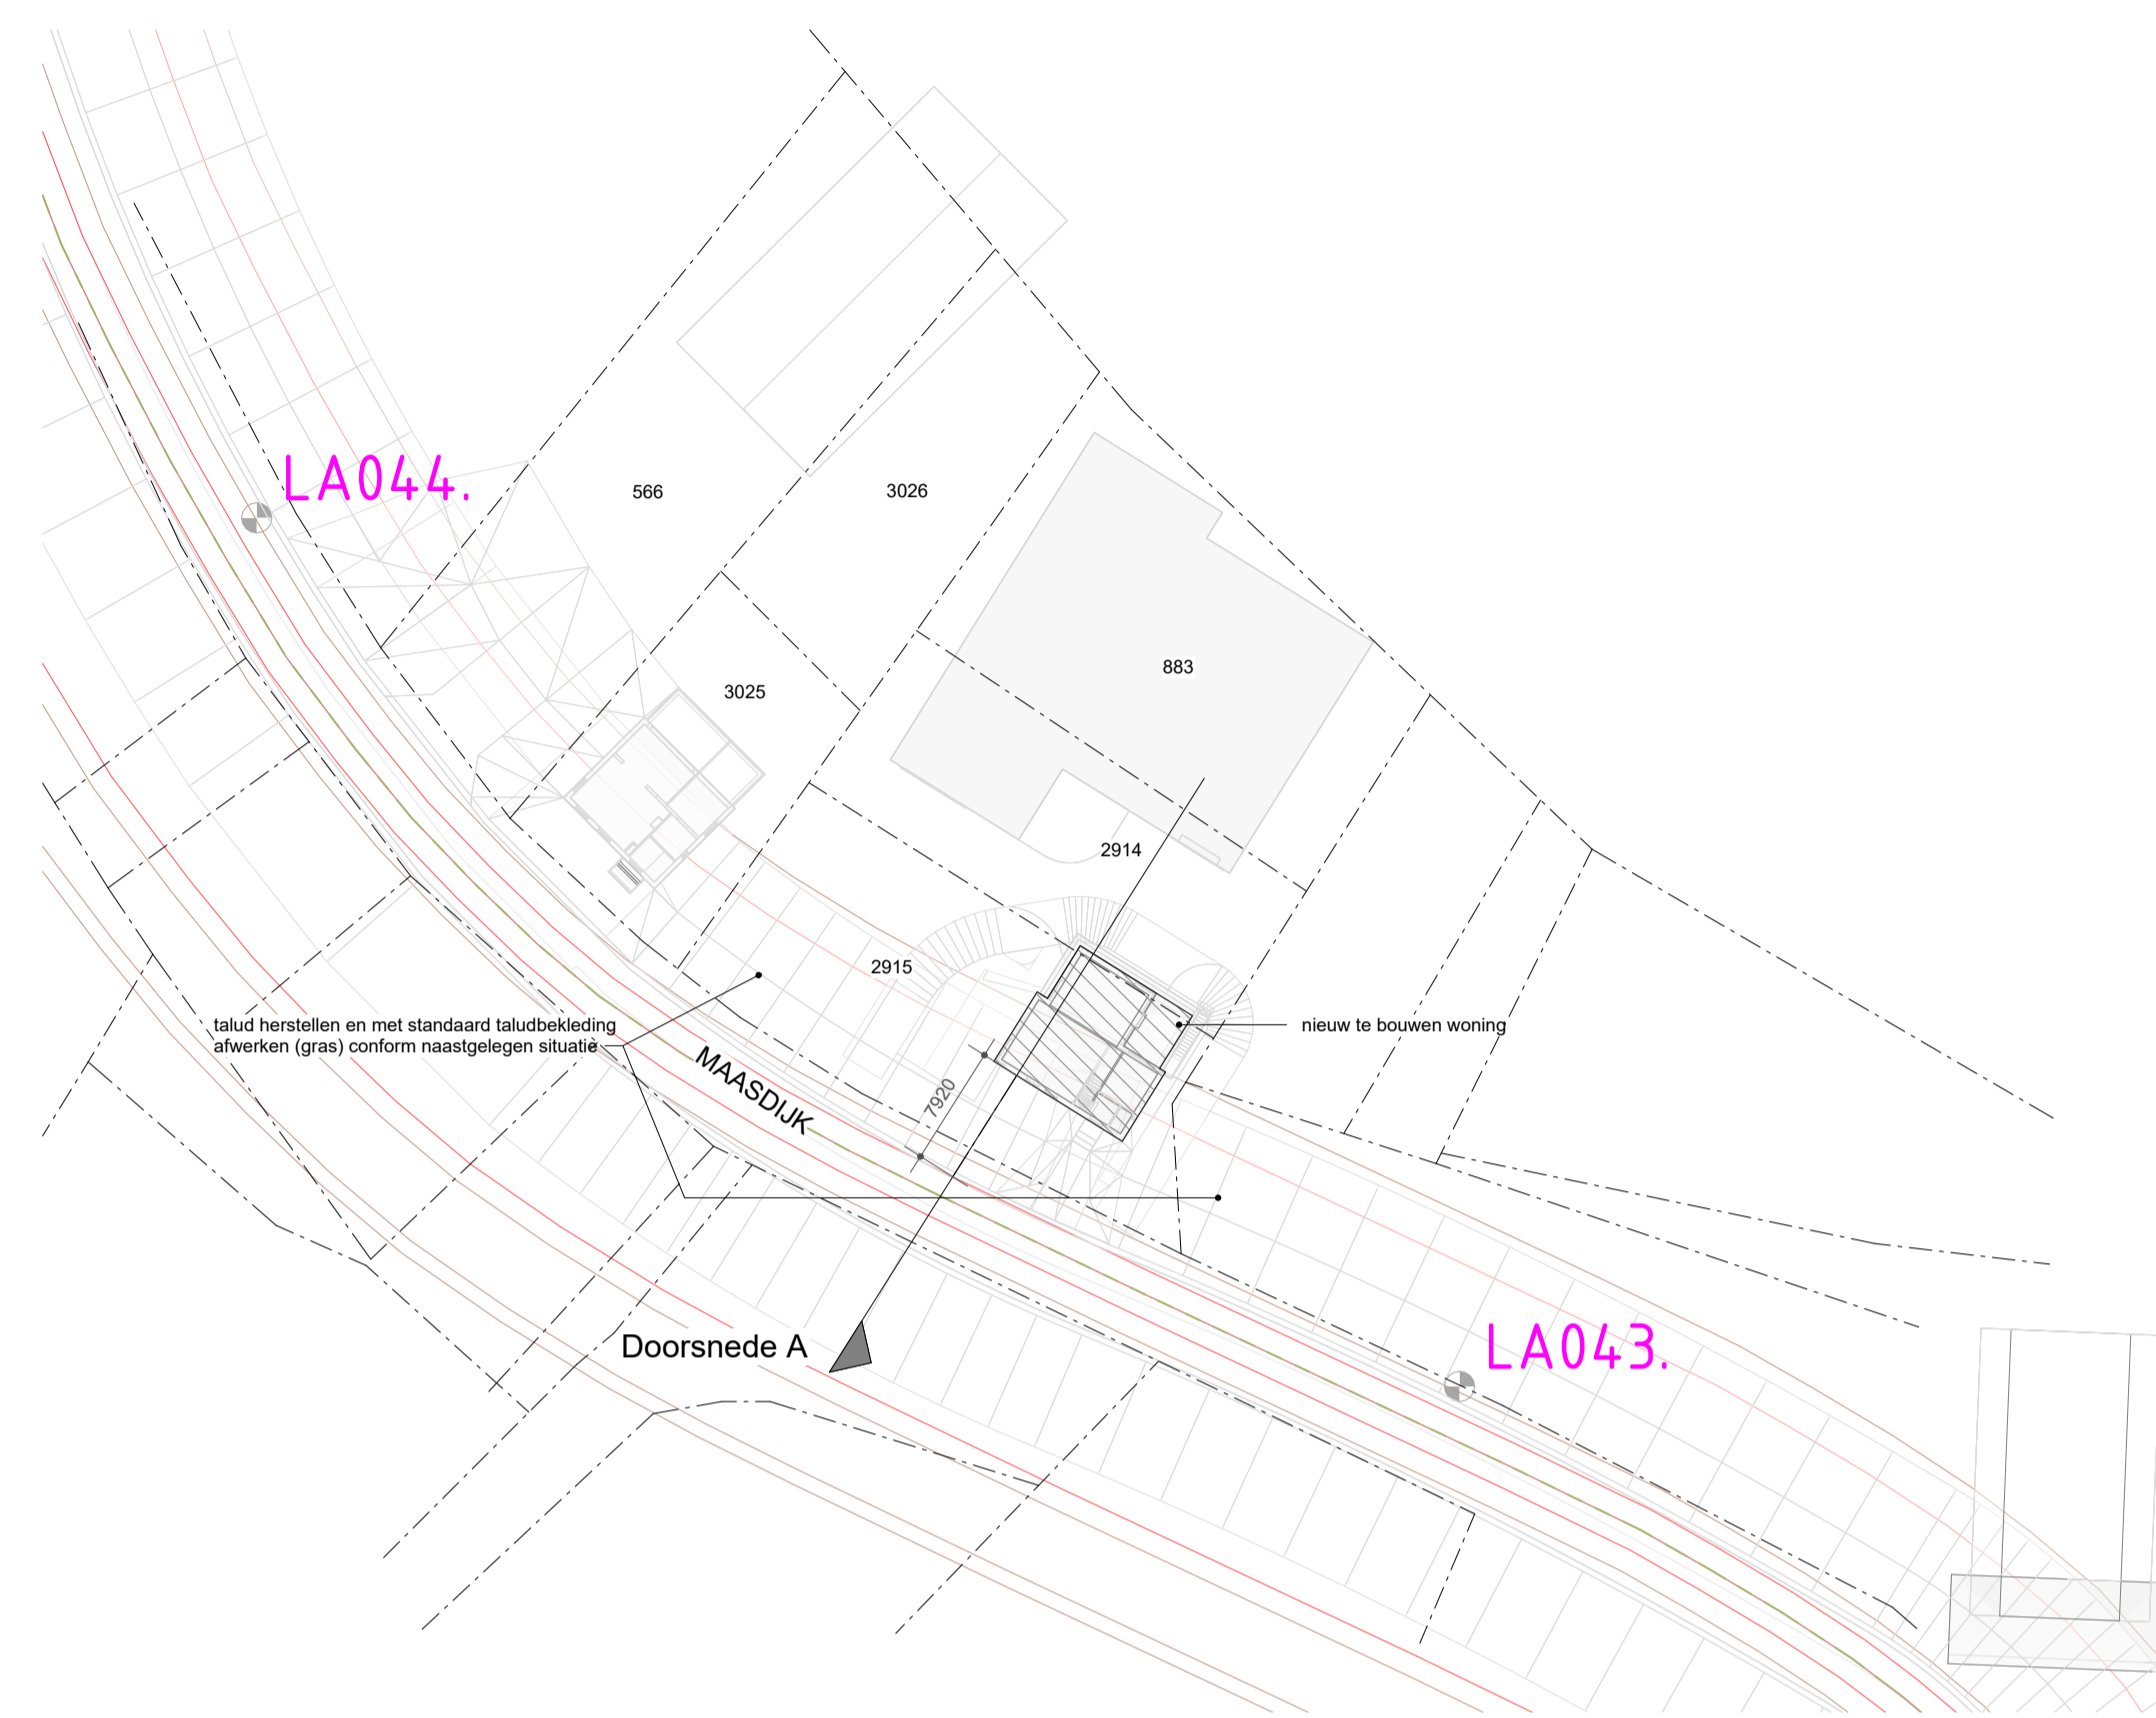 LA044.
566
3026
883
3025
2914
2915
talud herstellen en met standaard taludbekleding
afwerken (gras) conform naastgelegen situatie
nieuw te bouwen woning
MAASDIJK
7920
Doorsnede A
LA043.